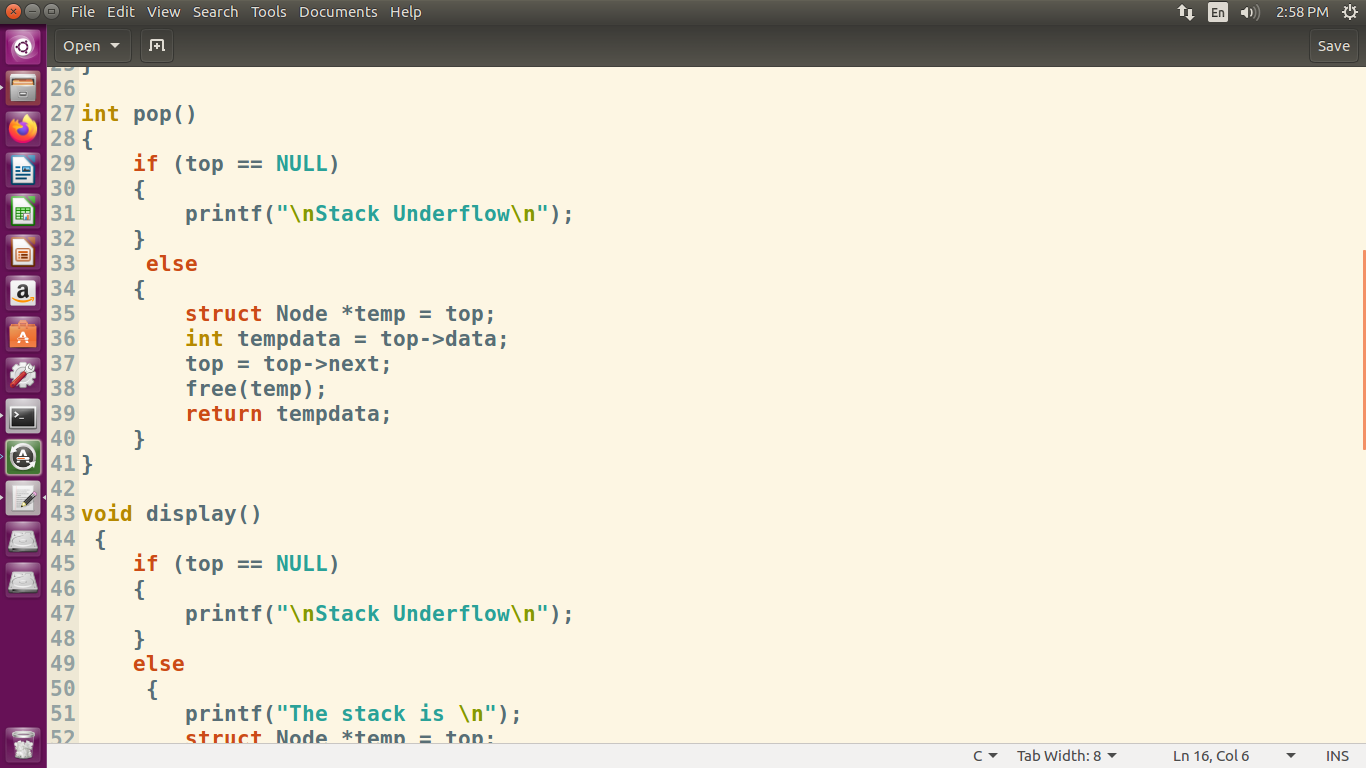 File Edit View Search Tools Documents Help
En 2:58 PM
Open Save
25 }
26
27 int pop()
28 {
29     if (top == NULL)
30     {
31         printf("\nStack Underflow\n");
32     }
33      else
34     {
35         struct Node *temp = top;
36         int tempdata = top->data;
37         top = top->next;
38         free(temp);
39         return tempdata;
40     }
41 }
42
43 void display()
44  {
45     if (top == NULL)
46     {
47         printf("\nStack Underflow\n");
48     }
49     else
50      {
51         printf("The stack is \n");
52         struct Node *temp = top;
C Tab Width: 8 Ln 16, Col 6 INS